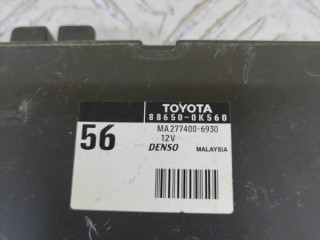 TOYOTA
88650-0K560
56
MA277400-6930
12V
DENSO MALAYSIA